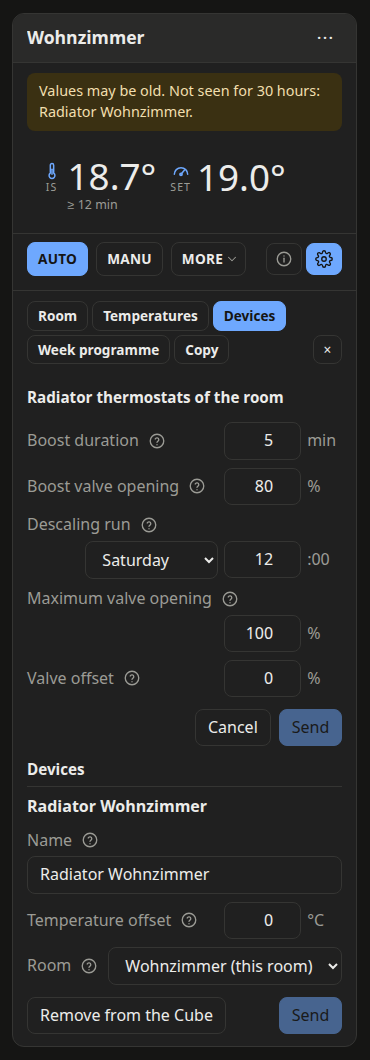 Wohnzimmer
...
Values may be old. Not seen for 30 hours:
Radiator Wohnzimmer.
IS 18.7° SET 19.0°
≥ 12 min
AUTO MANU MORE
Room Temperatures Devices
Week programme Copy ×
Radiator thermostats of the room
Boost duration ? 5 min
Boost valve opening ? 80 %
Descaling run ?
Saturday 12 :00
Maximum valve opening ?
100 %
Valve offset ? 0 %
Cancel Send
Devices
Radiator Wohnzimmer
Name ?
Radiator Wohnzimmer
Temperature offset ? 0 °C
Room ? Wohnzimmer (this room)
Remove from the Cube Send